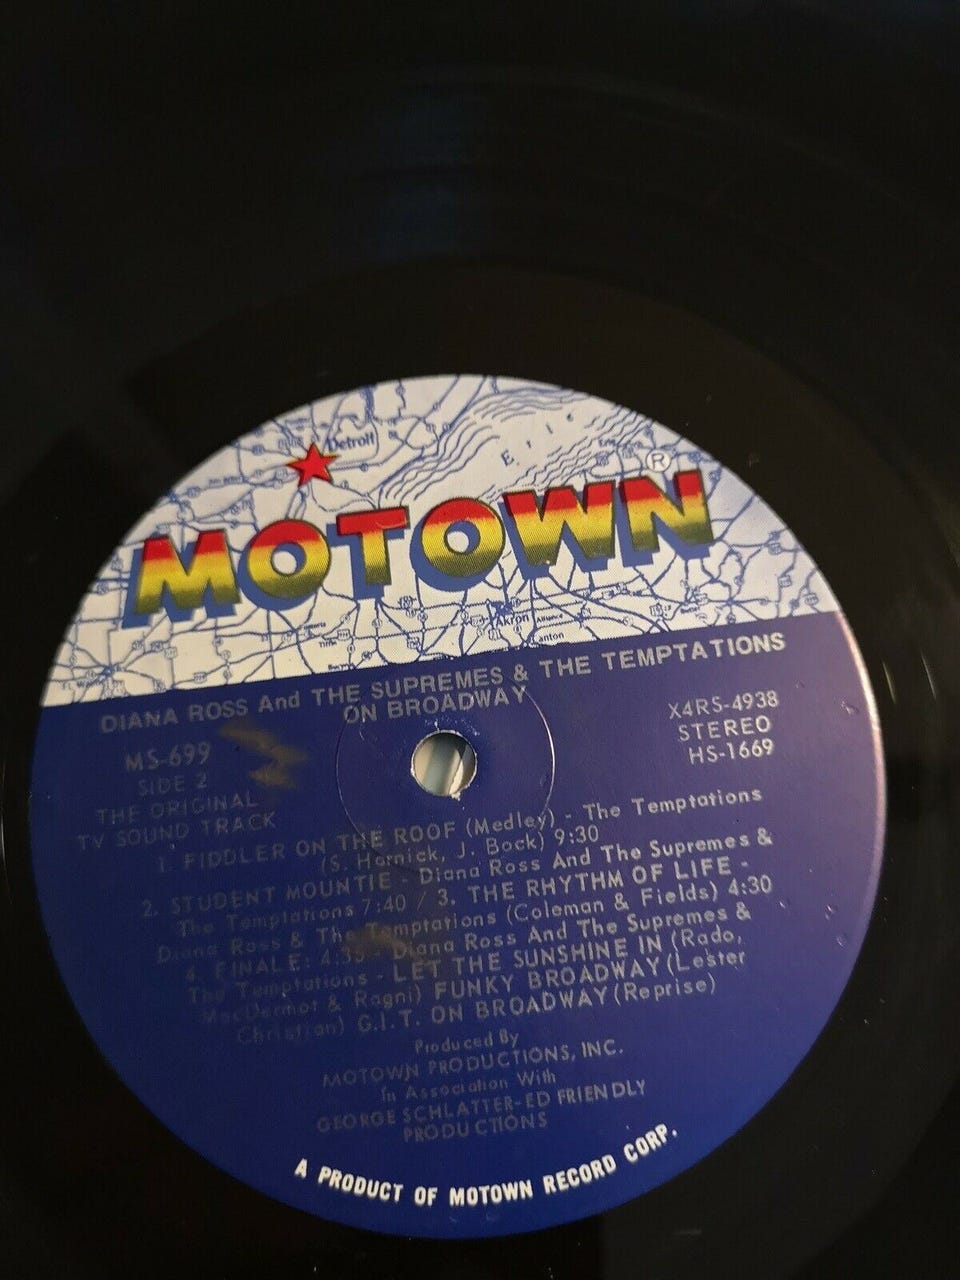 Detroit
Erie
®
MOTOWN
Akron
Alliance
Canton
DIANA ROSS And THE SUPREMES & THE TEMPTATIONS
ON BROADWAY
MS-699
SIDE 2
THE ORIGINAL
TV SOUND TRACK
X4RS-4938
STEREO
HS-1669
1. FIDDLER ON THE ROOF (Medley) - The Temptations
(S. Harnick, J. Bock) 9:30
2. STUDENT MOUNTIE - Diana Ross And The Supremes &
The Temptations 7:40 / 3. THE RHYTHM OF LIFE -
Diana Ross & The Temptations (Coleman & Fields) 4:30
4. FINALE: 4:35 - Diana Ross And The Supremes &
The Temptations - LET THE SUNSHINE IN (Rado,
MacDermot & Ragni) FUNKY BROADWAY (Lester
Christian) G.I.T. ON BROADWAY (Reprise)
Produced By
MOTOWN PRODUCTIONS, INC.
In Association With
GEORGE SCHLATTER-ED FRIENDLY
PRODUCTIONS
A PRODUCT OF MOTOWN RECORD CORP.